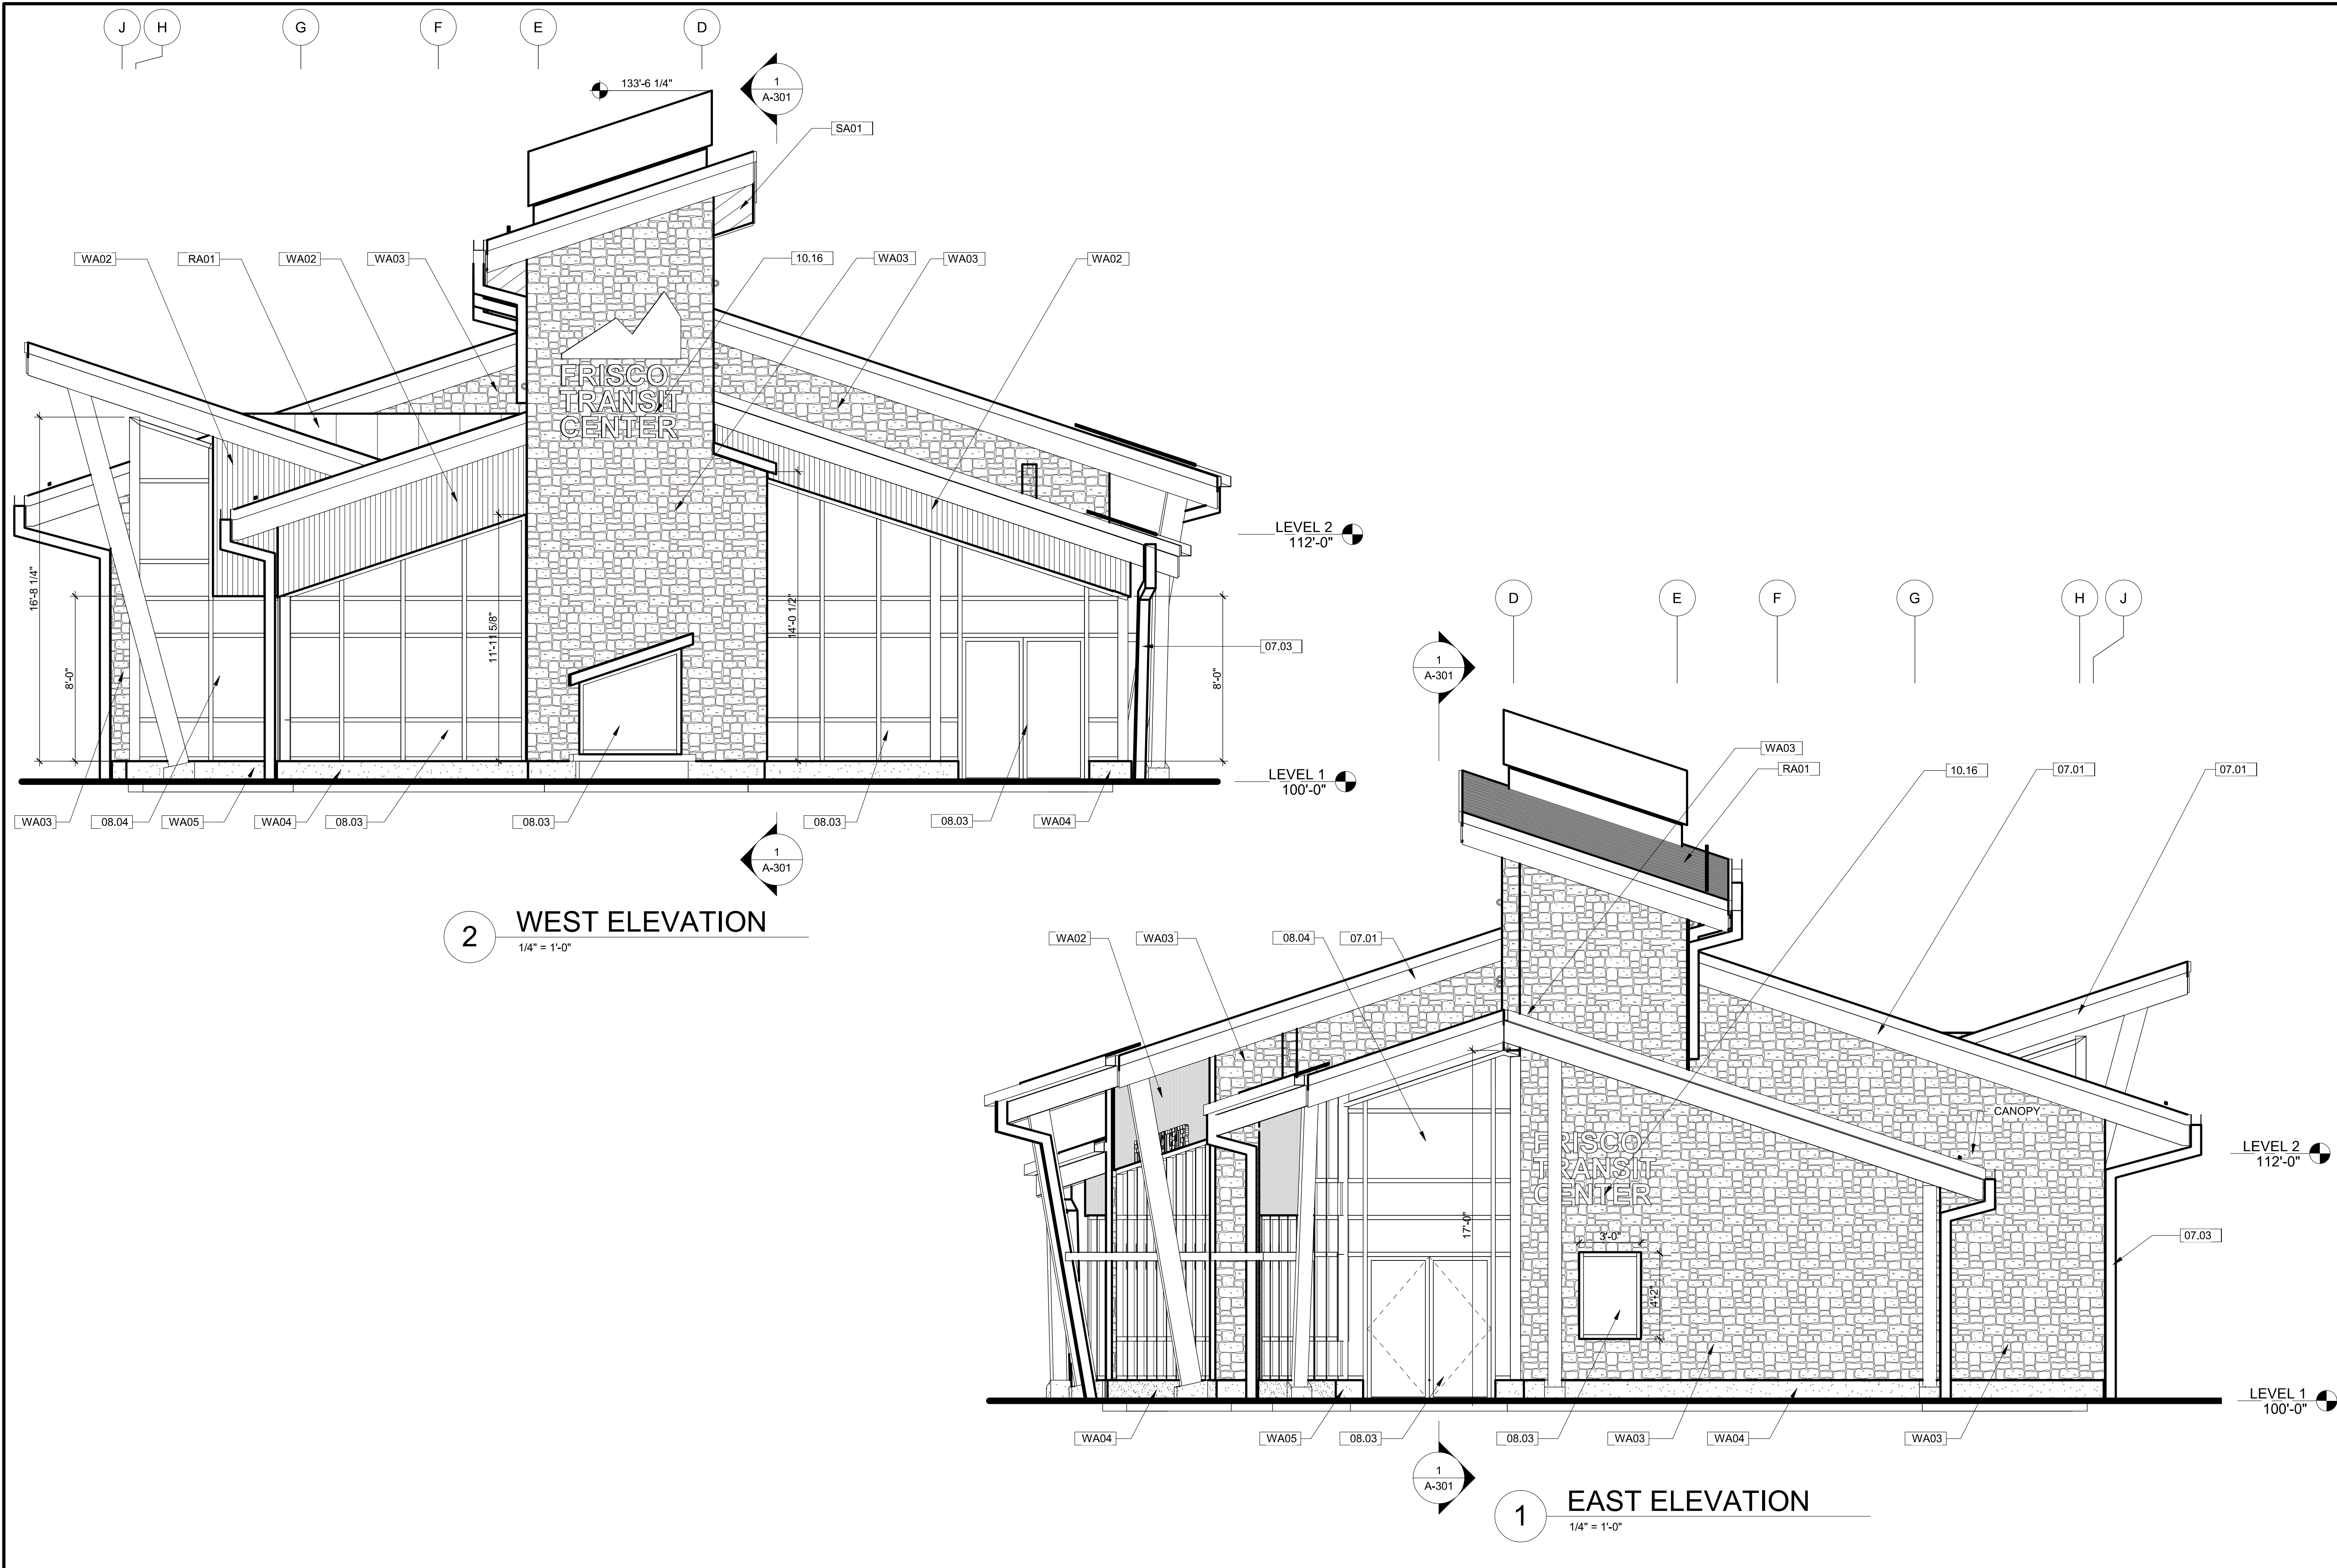 J H G F E D
133'-6 1/4"
1
A-301
SA01
WA02 RA01 WA02 WA03 10.16 WA03 WA03 WA02
FRISCO
TRANSIT
CENTER
LEVEL 2
112'-0"
16'-8 1/4"
8'-0"
11'-11 5/8"
14'-0 1/2"
8'-0"
07.03
LEVEL 1
100'-0"
WA03 08.04 WA05 WA04 08.03 08.03 08.03 08.03 WA04
1
A-301
2 WEST ELEVATION
1/4" = 1'-0"
D E F G H J
1
A-301
WA03
RA01 10.16 07.01 07.01
WA02 WA03 08.04 07.01
CANOPY
FRISCO
TRANSIT
CENTER
LEVEL 2
112'-0"
17'-0"
3'-0"
4'-2"
07.03
LEVEL 1
100'-0"
WA04 WA05 08.03 08.03 WA03 WA04 WA03
1
A-301
1 EAST ELEVATION
1/4" = 1'-0"